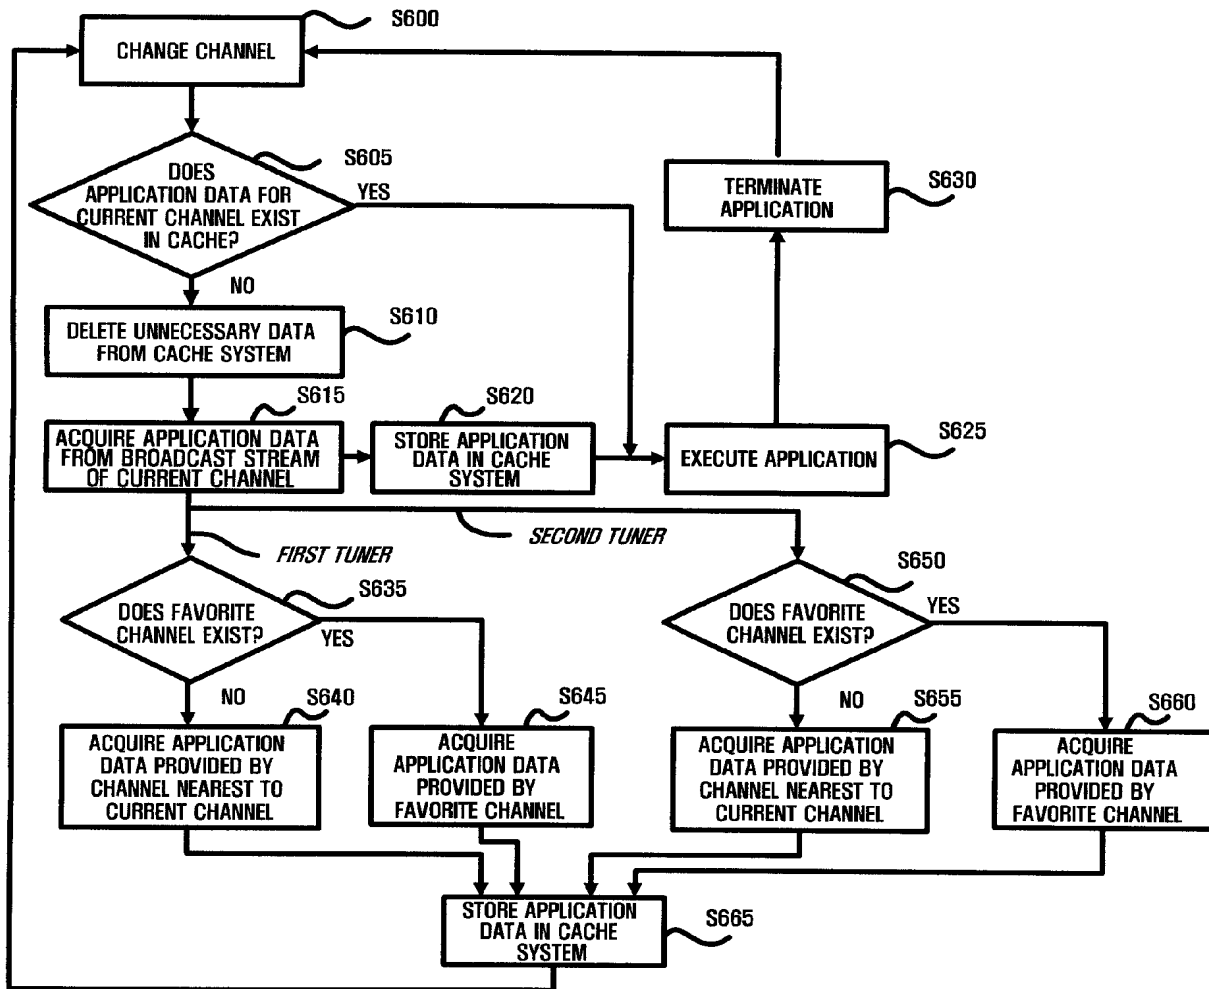 S600
CHANGE CHANNEL
S605
DOES
APPLICATION DATA FOR
CURRENT CHANNEL EXIST
IN CACHE?
YES
NO
TERMINATE
APPLICATION
S630
S610
DELETE UNNECESSARY DATA
FROM CACHE SYSTEM
S615
ACQUIRE APPLICATION DATA
FROM BROADCAST STREAM
OF CURRENT CHANNEL
S620
STORE APPLICATION
DATA IN CACHE
SYSTEM
S625
EXECUTE APPLICATION
FIRST TUNER
SECOND TUNER
S635
DOES FAVORITE
CHANNEL EXIST?
YES
NO
S650
DOES FAVORITE
CHANNEL EXIST?
YES
NO
S640
ACQUIRE APPLICATION
DATA PROVIDED BY
CHANNEL NEAREST TO
CURRENT CHANNEL
S645
ACQUIRE
APPLICATION DATA
PROVIDED BY
FAVORITE CHANNEL
S655
ACQUIRE APPLICATION
DATA PROVIDED BY
CHANNEL NEAREST TO
CURRENT CHANNEL
S660
ACQUIRE
APPLICATION DATA
PROVIDED BY
FAVORITE CHANNEL
STORE APPLICATION
DATA IN CACHE
SYSTEM
S665